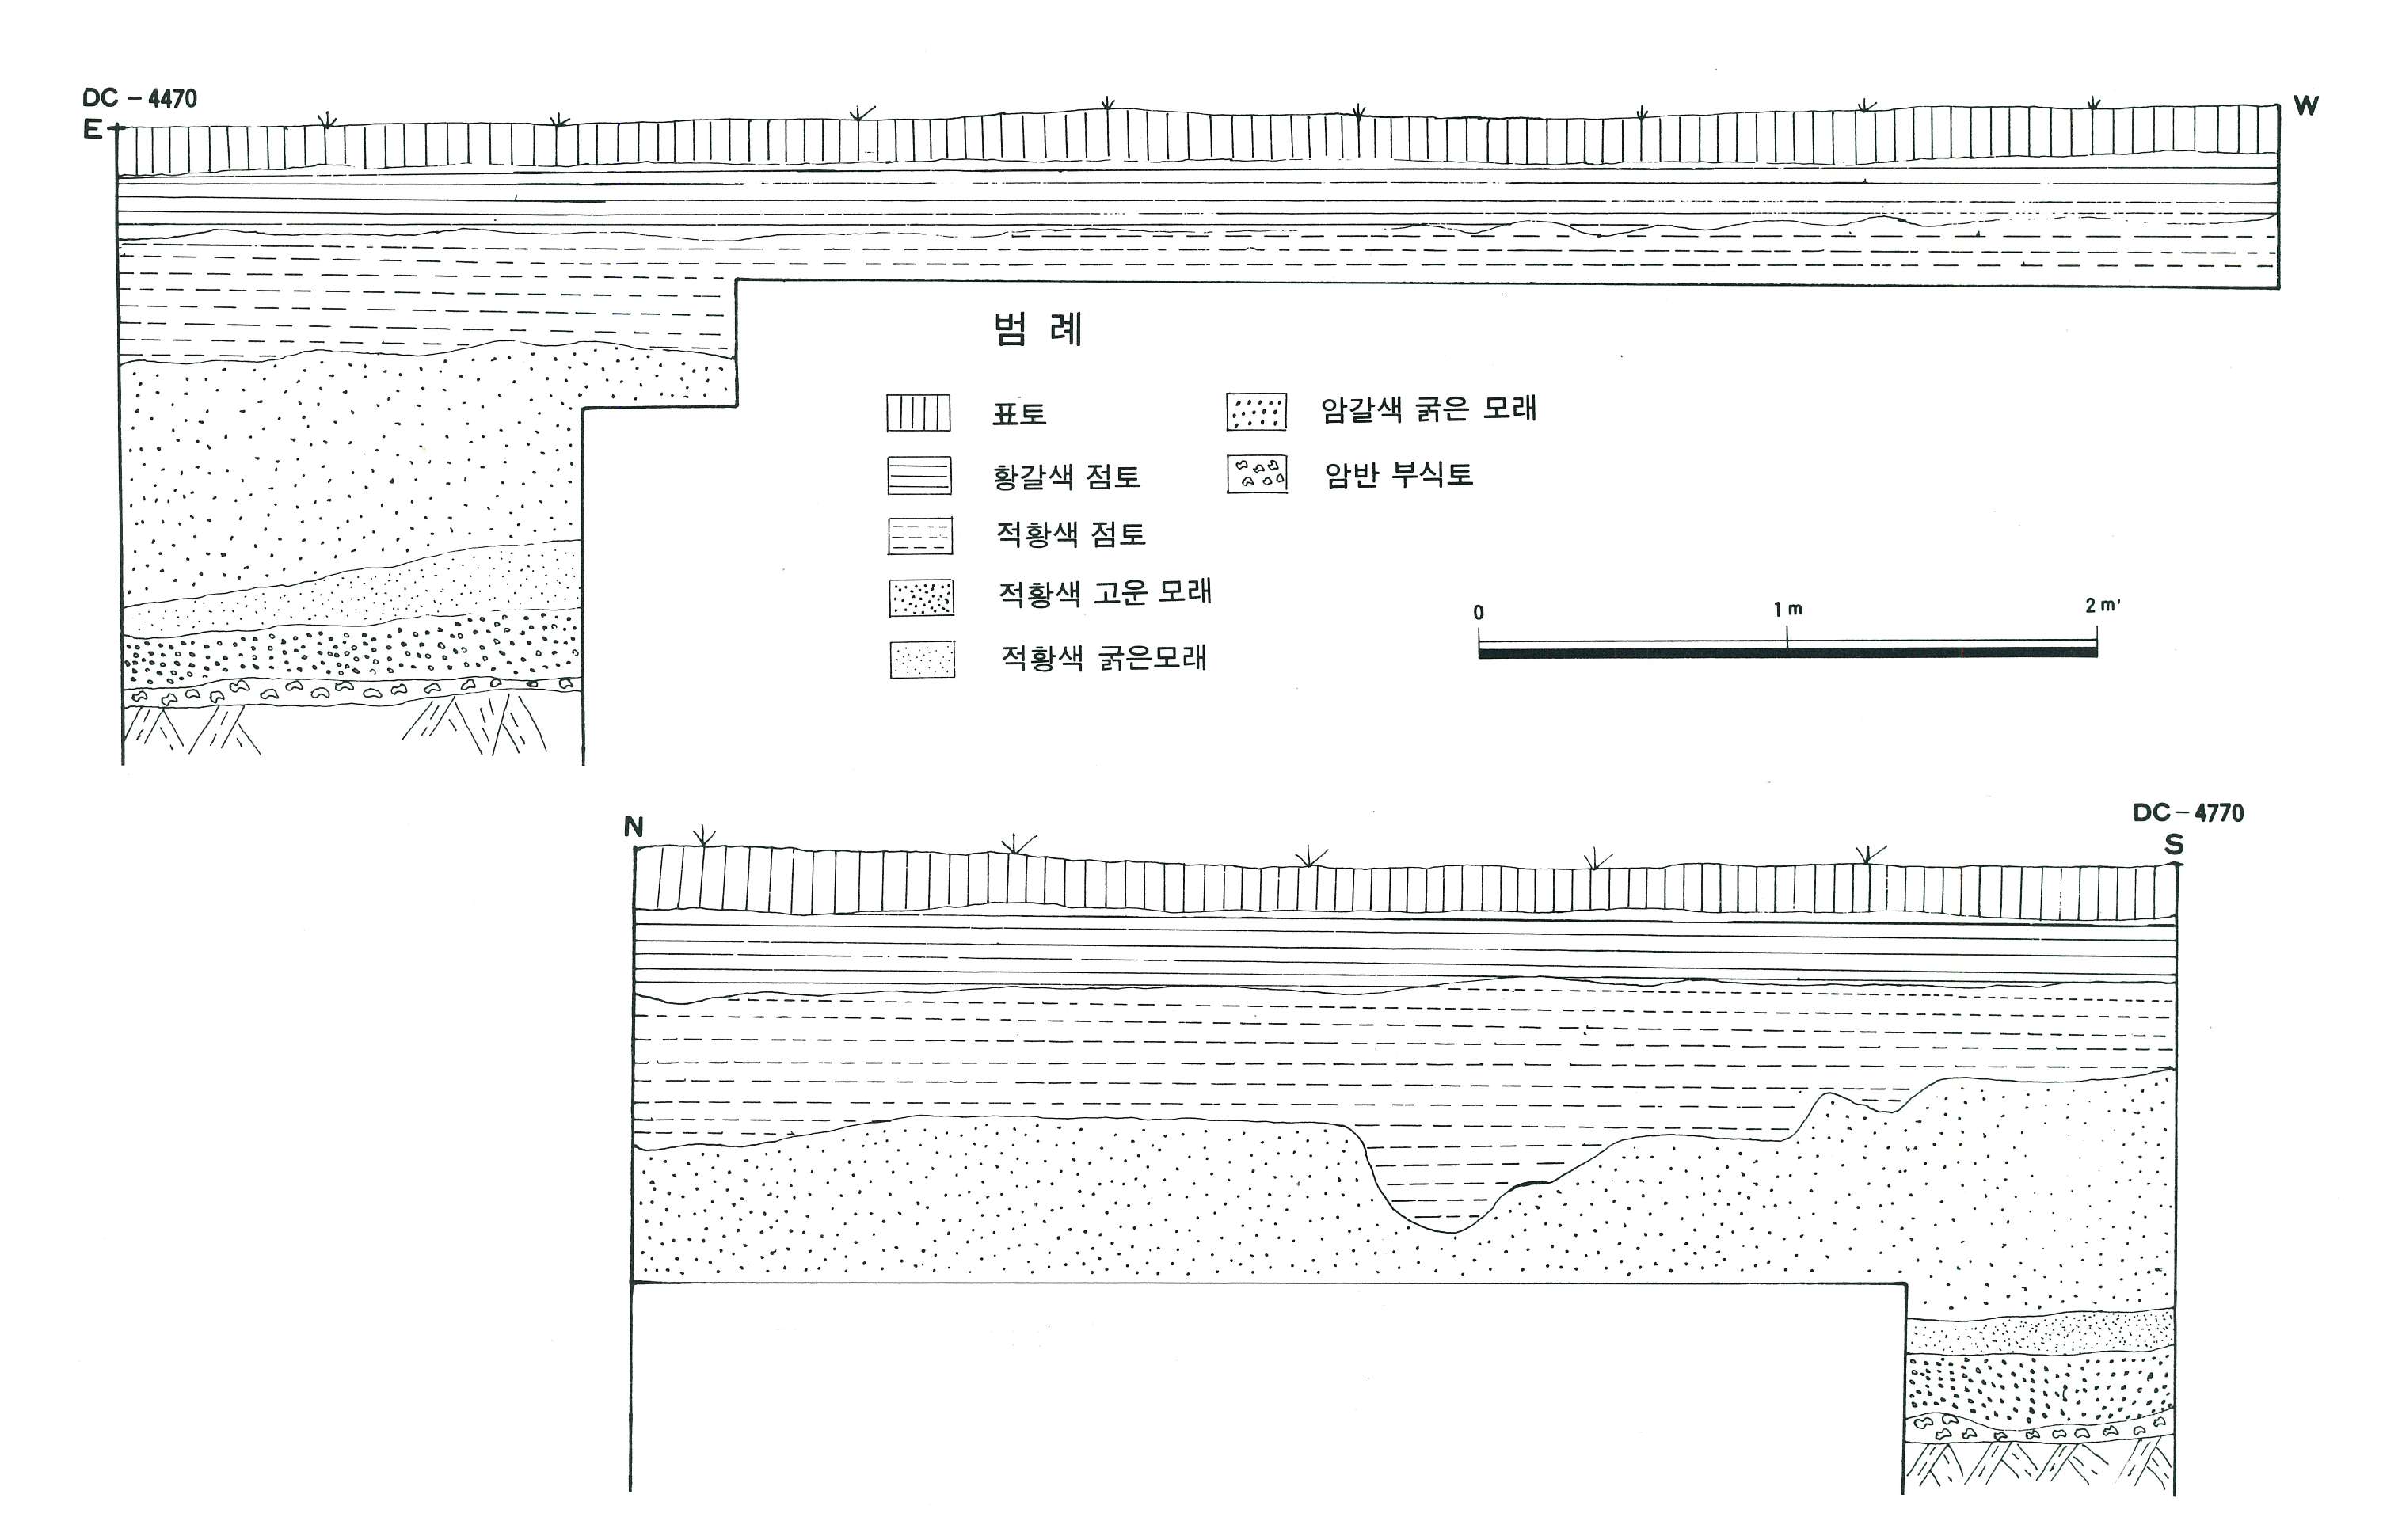 DC - 4470
E
W
범 례
표토
황갈색 점토
적황색 점토
적황색 고운 모래
적황색 굵은모래
암갈색 굵은 모래
암반 부식토
0 1m 2m
N
DC - 4770
S